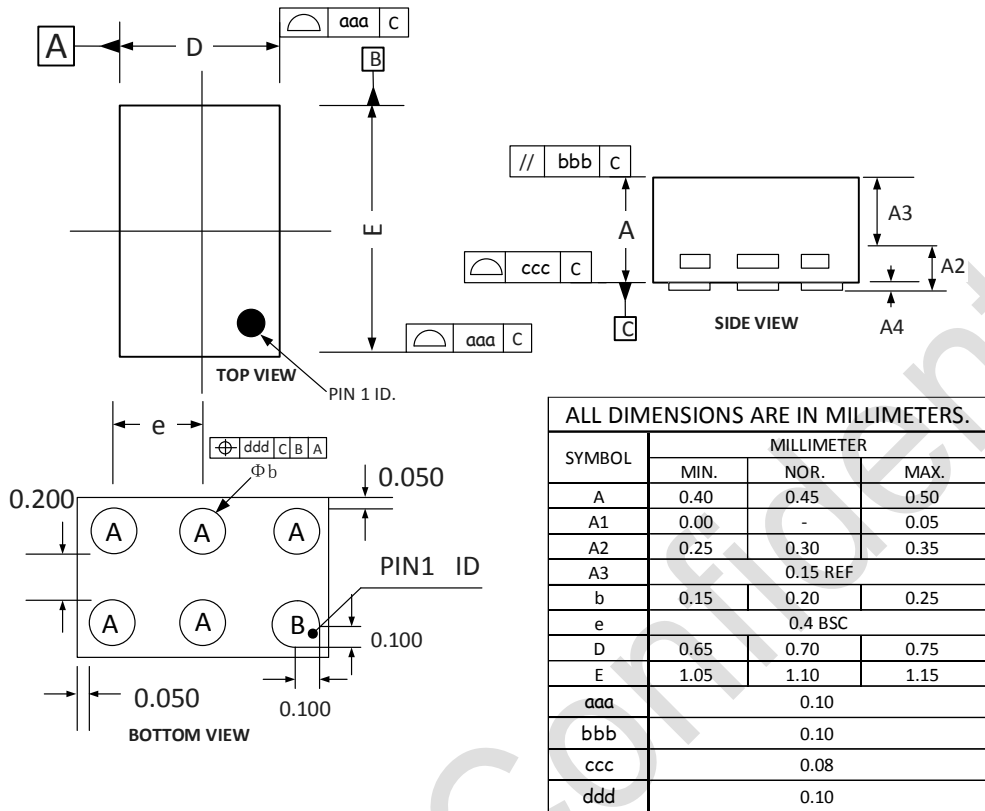 aaa C
A
D
B
// bbb C
A3
E
A
A2
ccc C
A4
C
SIDE VIEW
aaa C
TOP VIEW
PIN 1 ID.
e
ddd C B A
Φb
0.050
0.200
A A A
PIN1 ID
A A B
0.100
0.050
0.100
BOTTOM VIEW
ALL DIMENSIONS ARE IN MILLIMETERS.
SYMBOL MILLIMETER
MIN. NOR. MAX.
A 0.40 0.45 0.50
A1 0.00 - 0.05
A2 0.25 0.30 0.35
A3 0.15 REF
b 0.15 0.20 0.25
e 0.4 BSC
D 0.65 0.70 0.75
E 1.05 1.10 1.15
aaa 0.10
bbb 0.10
ccc 0.08
ddd 0.10
Confident